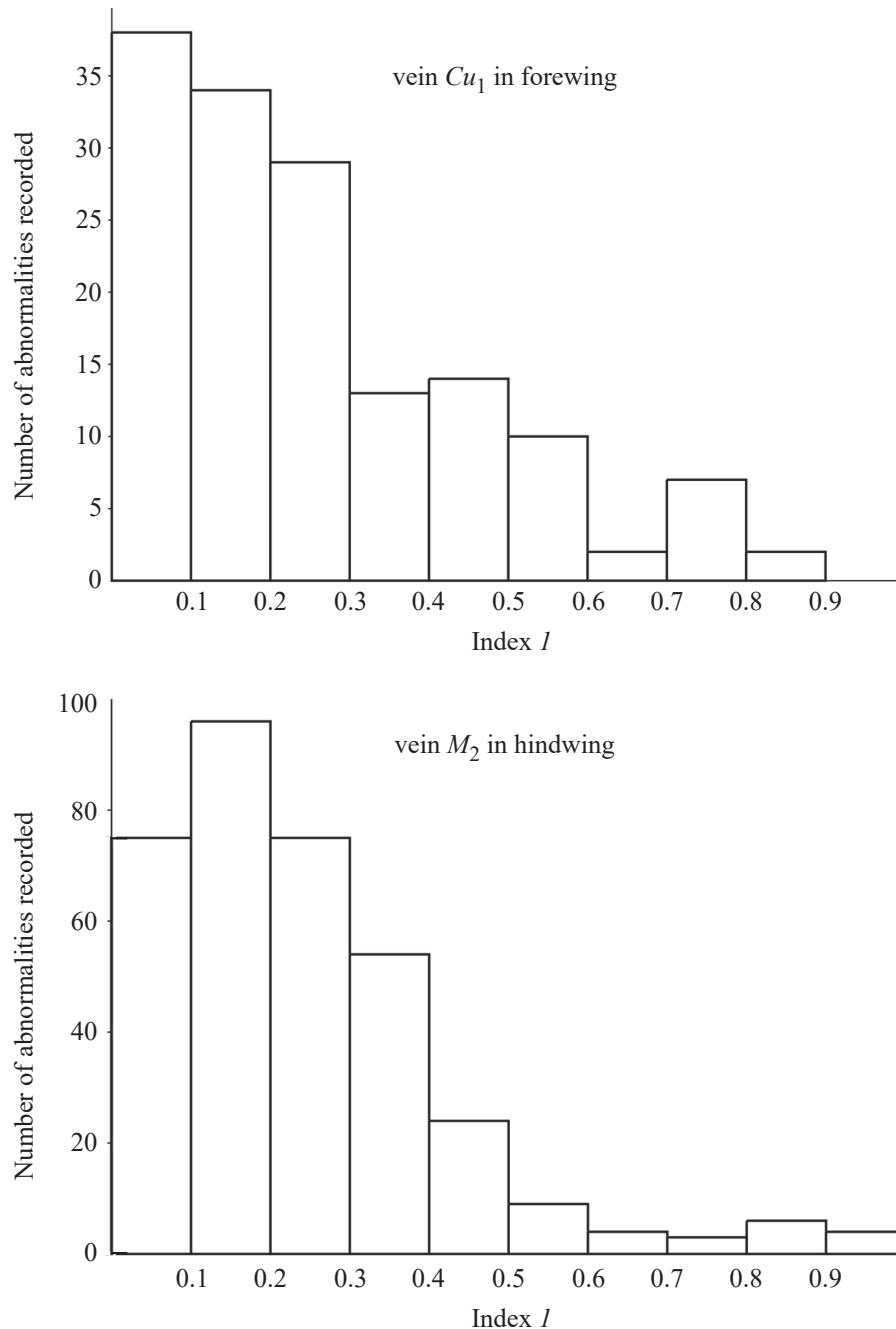 35
vein Cu1 in forewing
30
25
20
15
10
5
0
Number of abnormalities recorded
0.1 0.2 0.3 0.4 0.5 0.6 0.7 0.8 0.9
Index 1
100
vein M2 in hindwing
80
60
40
20
0
Number of abnormalities recorded
0.1 0.2 0.3 0.4 0.5 0.6 0.7 0.8 0.9
Index 1